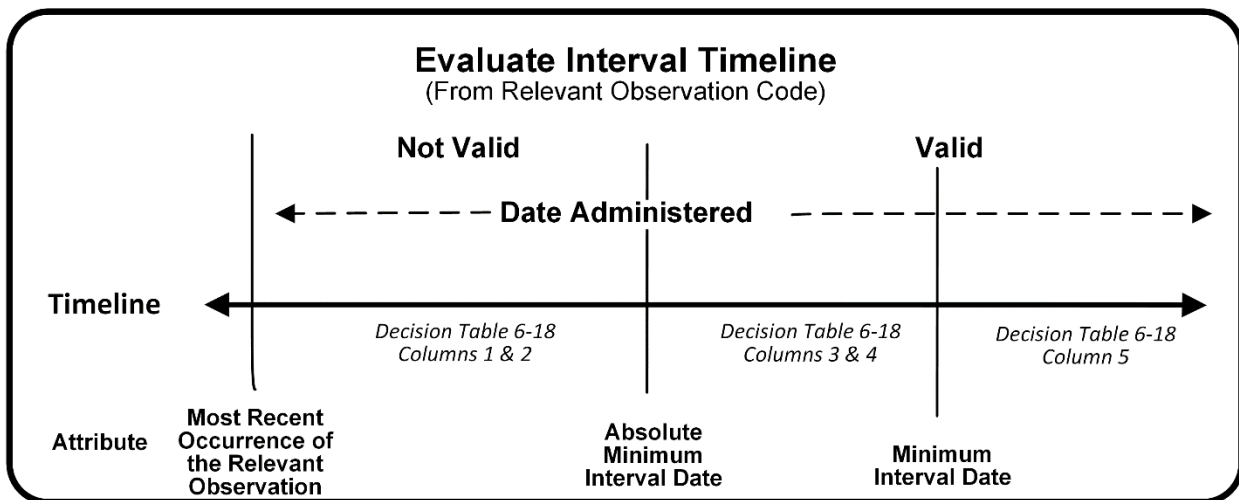 Evaluate Interval Timeline
(From Relevant Observation Code)
Not Valid
Valid
Date Administered
Timeline
Decision Table 6-18
Columns 1 & 2
Decision Table 6-18
Columns 3 & 4
Decision Table 6-18
Column 5
Attribute
Most Recent
Occurrence of
the Relevant
Observation
Absolute
Minimum
Interval Date
Minimum
Interval Date